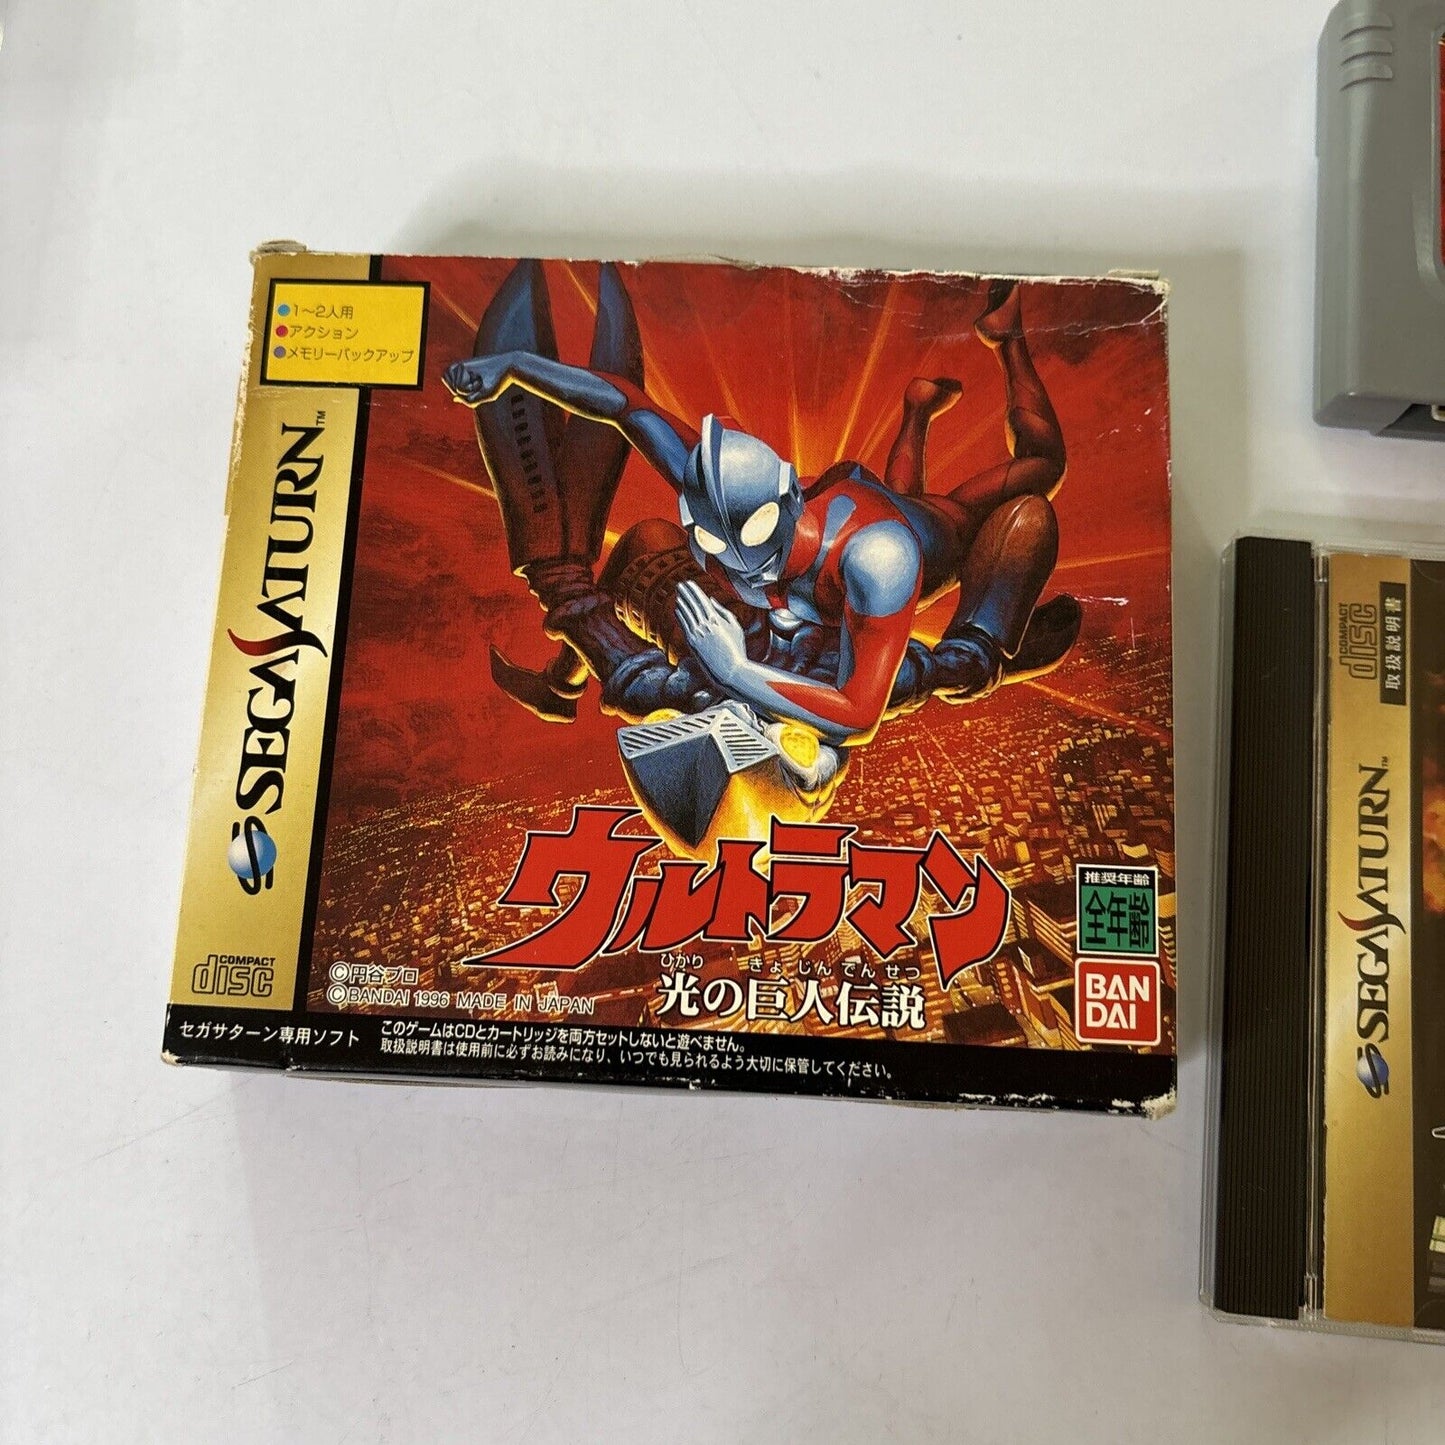 ●1〜2人用
●アクション
●メモリーバックアップ
SEGA SATURN™
COMPACT
disc
©円谷プロ
©BANDAI 1996 MADE IN JAPAN
ウルトラマン
ひかり きょじんでんせつ
光の巨人伝説
推奨年齢
全年齢
BAN
DAI
セガサターン専用ソフト
このゲームはCDとカートリッジを両方セットしないと遊べません。
取扱説明書は使用前に必ずお読みになり、いつでも見られるよう大切に保管してください。
COMPACT
disc
取扱説明書
SEGA SATURN™